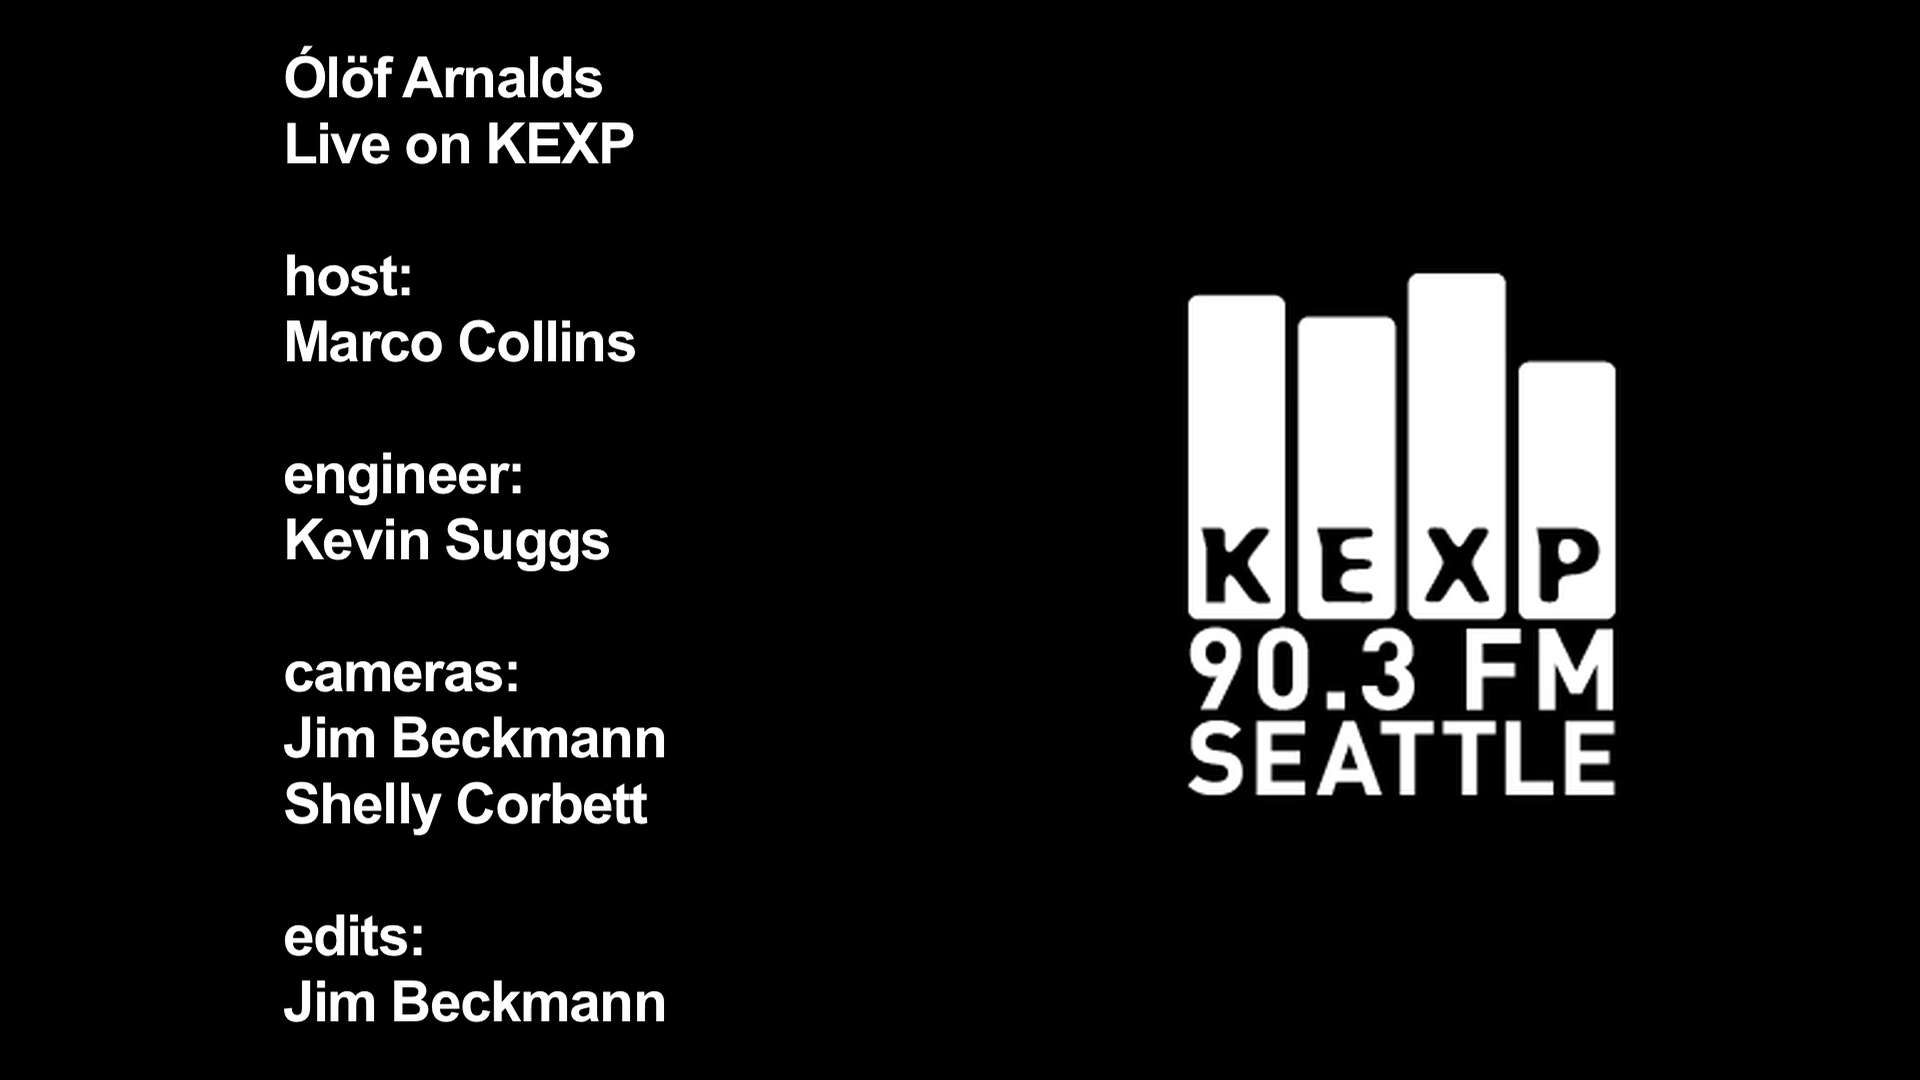 Ólöf Arnalds
Live on KEXP
host:
Marco Collins
engineer:
Kevin Suggs
cameras:
Jim Beckmann
Shelly Corbett
edits:
Jim Beckmann
KEXP
90.3 FM
SEATTLE